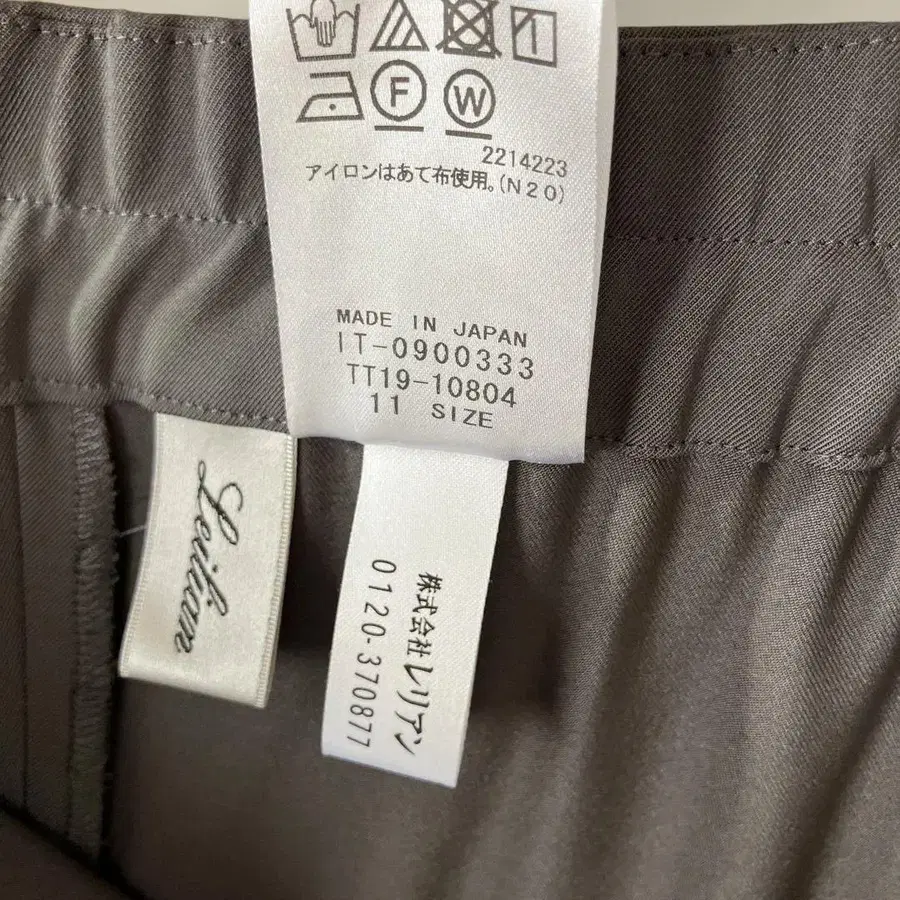 F W
2214223
アイロンはあて布使用。(N20)
MADE IN JAPAN
IT-0900333
TT19-10804
11 SIZE
Leilian
株式会社レリアン
0120-370877